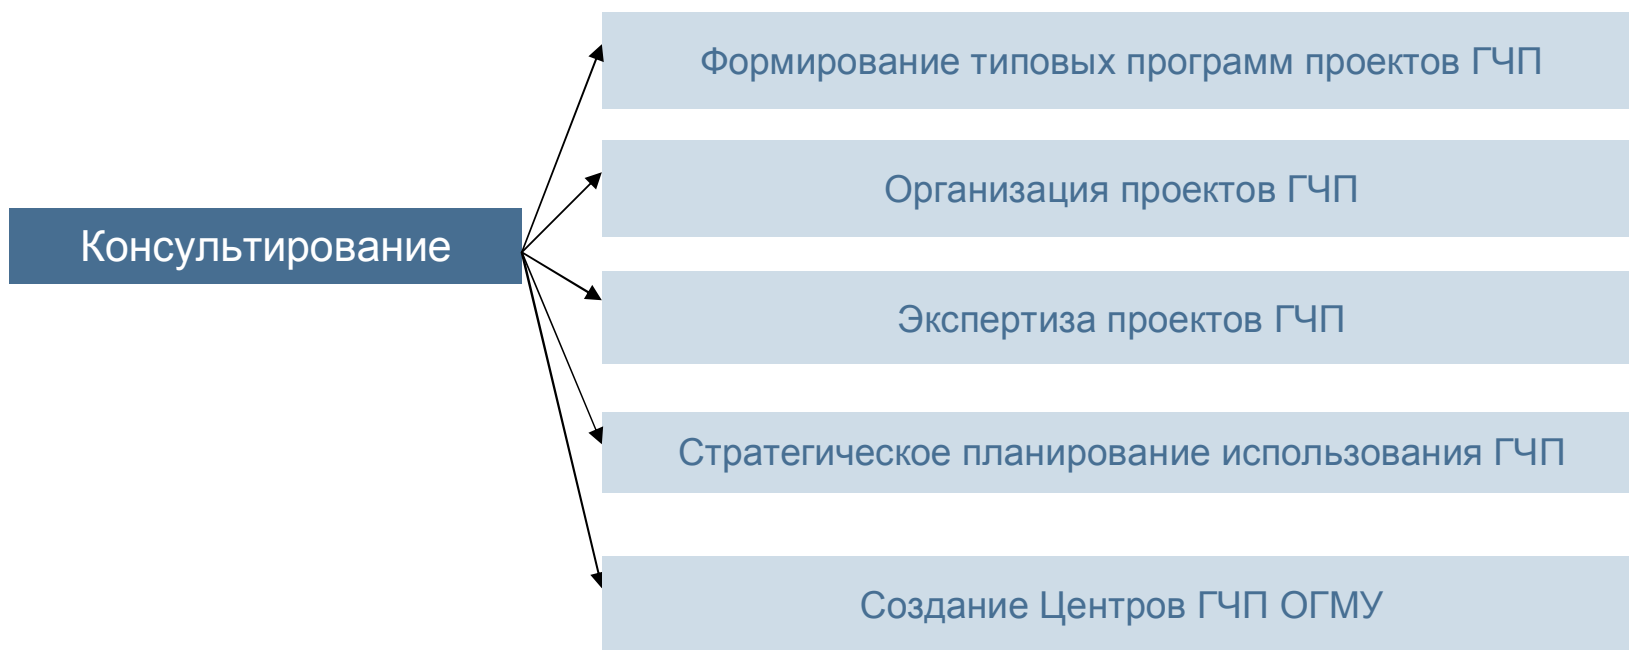 Формирование типовых программ проектов ГЧП
Организация проектов ГЧП
Консультирование
Экспертиза проектов ГЧП
Стратегическое планирование использования ГЧП
Создание Центров ГЧП ОГМУ